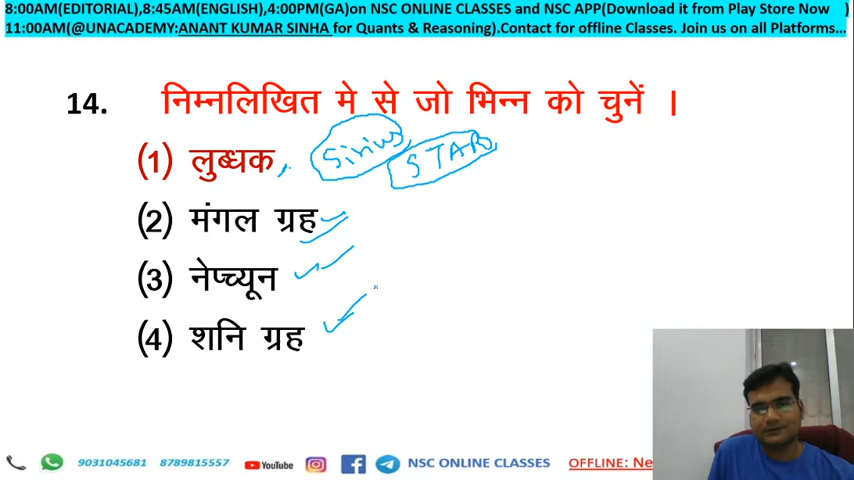 8:00AM(EDITORIAL),8:45AM(ENGLISH),4:00PM(GA)on NSC ONLINE CLASSES and NSC APP(Download it from Play Store Now )
11:00AM(@UNACADEMY:ANANT KUMAR SINHA for Quants & Reasoning).Contact for offline Classes. Join us on all Platforms...
14. निम्नलिखित मे से जो भिन्न को चुनें ।
(1) लुब्धक Sirius STAR
(2) मंगल ग्रह
(3) नेप्च्यून
(4) शनि ग्रह
9031045681 8789815557 YouTube NSC ONLINE CLASSES OFFLINE: Ne